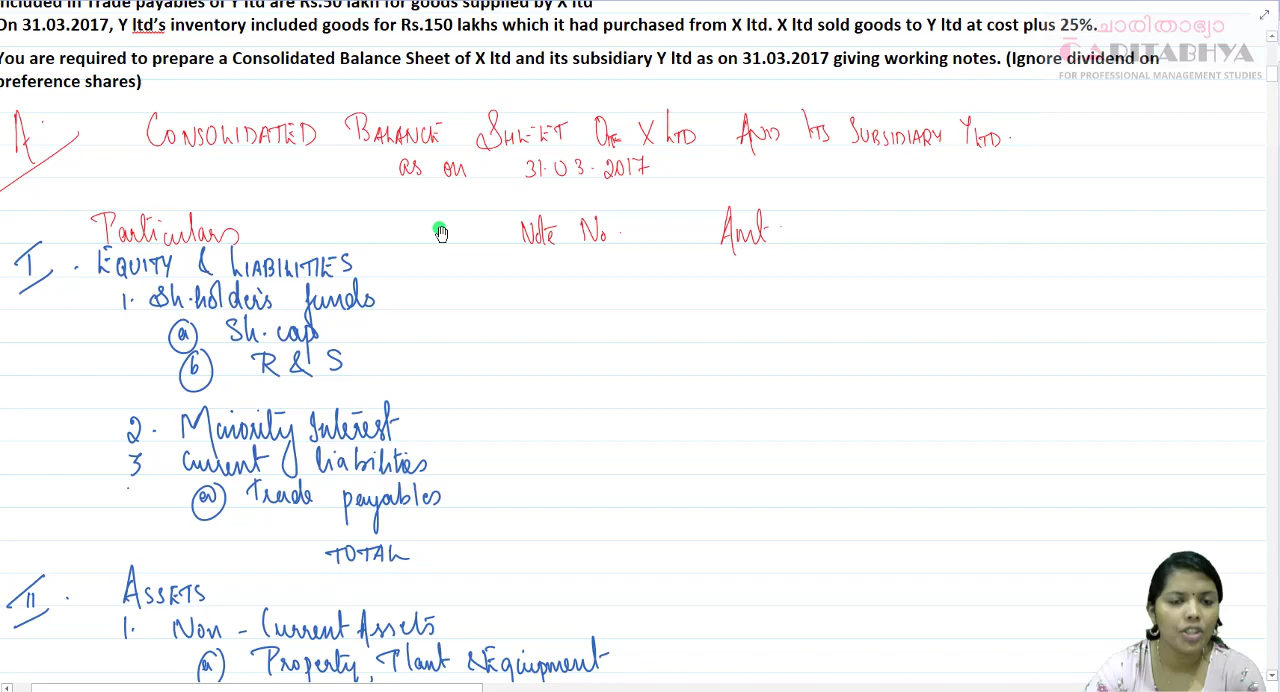 included in Trade payables of Y ltd are Rs.50 lakh for goods supplied by X ltd
On 31.03.2017, Y ltd's inventory included goods for Rs.150 lakhs which it had purchased from X ltd. X ltd sold goods to Y ltd at cost plus 25%.
ചാരിതാഭ്യാ
CARITABHYA
FOR PROFESSIONAL MANAGEMENT STUDIES
You are required to prepare a Consolidated Balance Sheet of X ltd and its subsidiary Y ltd as on 31.03.2017 giving working notes. (Ignore dividend on
preference shares)
A: CONSOLIDATED BALANCE SHEET OF X LTD AND ITS SUBSIDIARY Y LTD.
as on 31.03.2017
Particulars Note No. Amt
I. EQUITY & LIABILITIES
1. Sh.holders funds
(a) Sh.cap
(b) R & S
2. Minority Interest
3 Current liabilities
(a) Trade payables
TOTAL
II. ASSETS
1. Non-Current Assets
(a) Property, Plant & Equipment